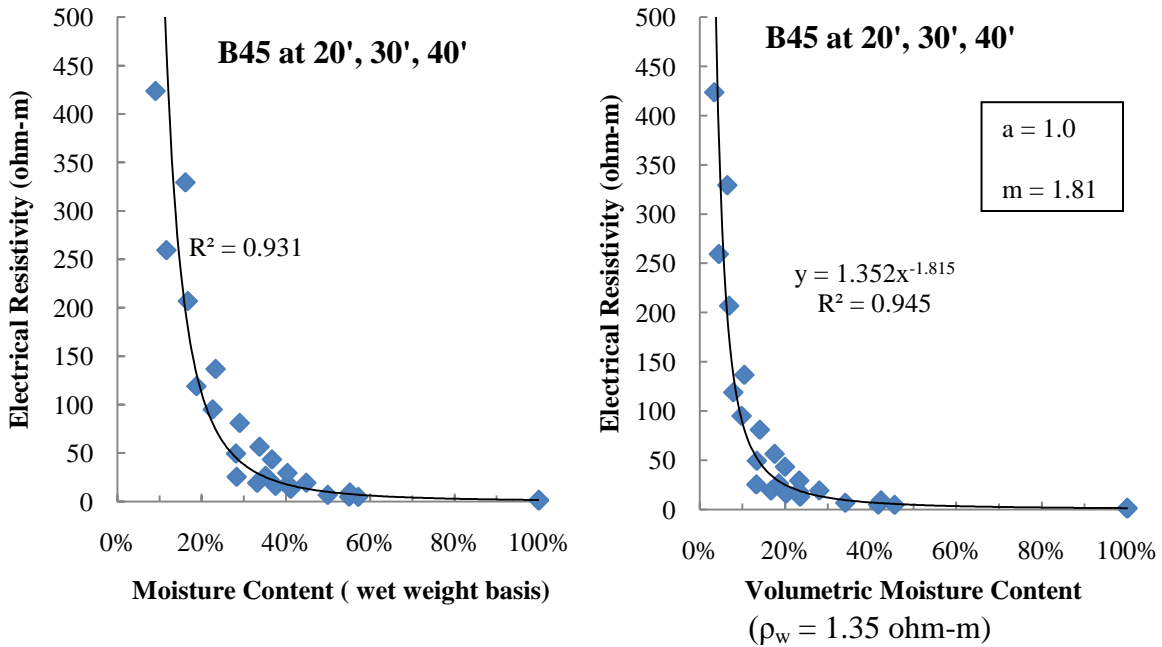 B45 at 20', 30', 40'
Electrical Resistivity (ohm-m)
500
450
400
350
300
250
200
150
100
50
0
R² = 0.931
0% 20% 40% 60% 80% 100%
Moisture Content ( wet weight basis)
B45 at 20', 30', 40'
Electrical Resistivity (ohm-m)
500
450
400
350
300
250
200
150
100
50
0
a = 1.0
m = 1.81
y = 1.352x^-1.815
R² = 0.945
0% 20% 40% 60% 80% 100%
Volumetric Moisture Content
(ρw = 1.35 ohm-m)